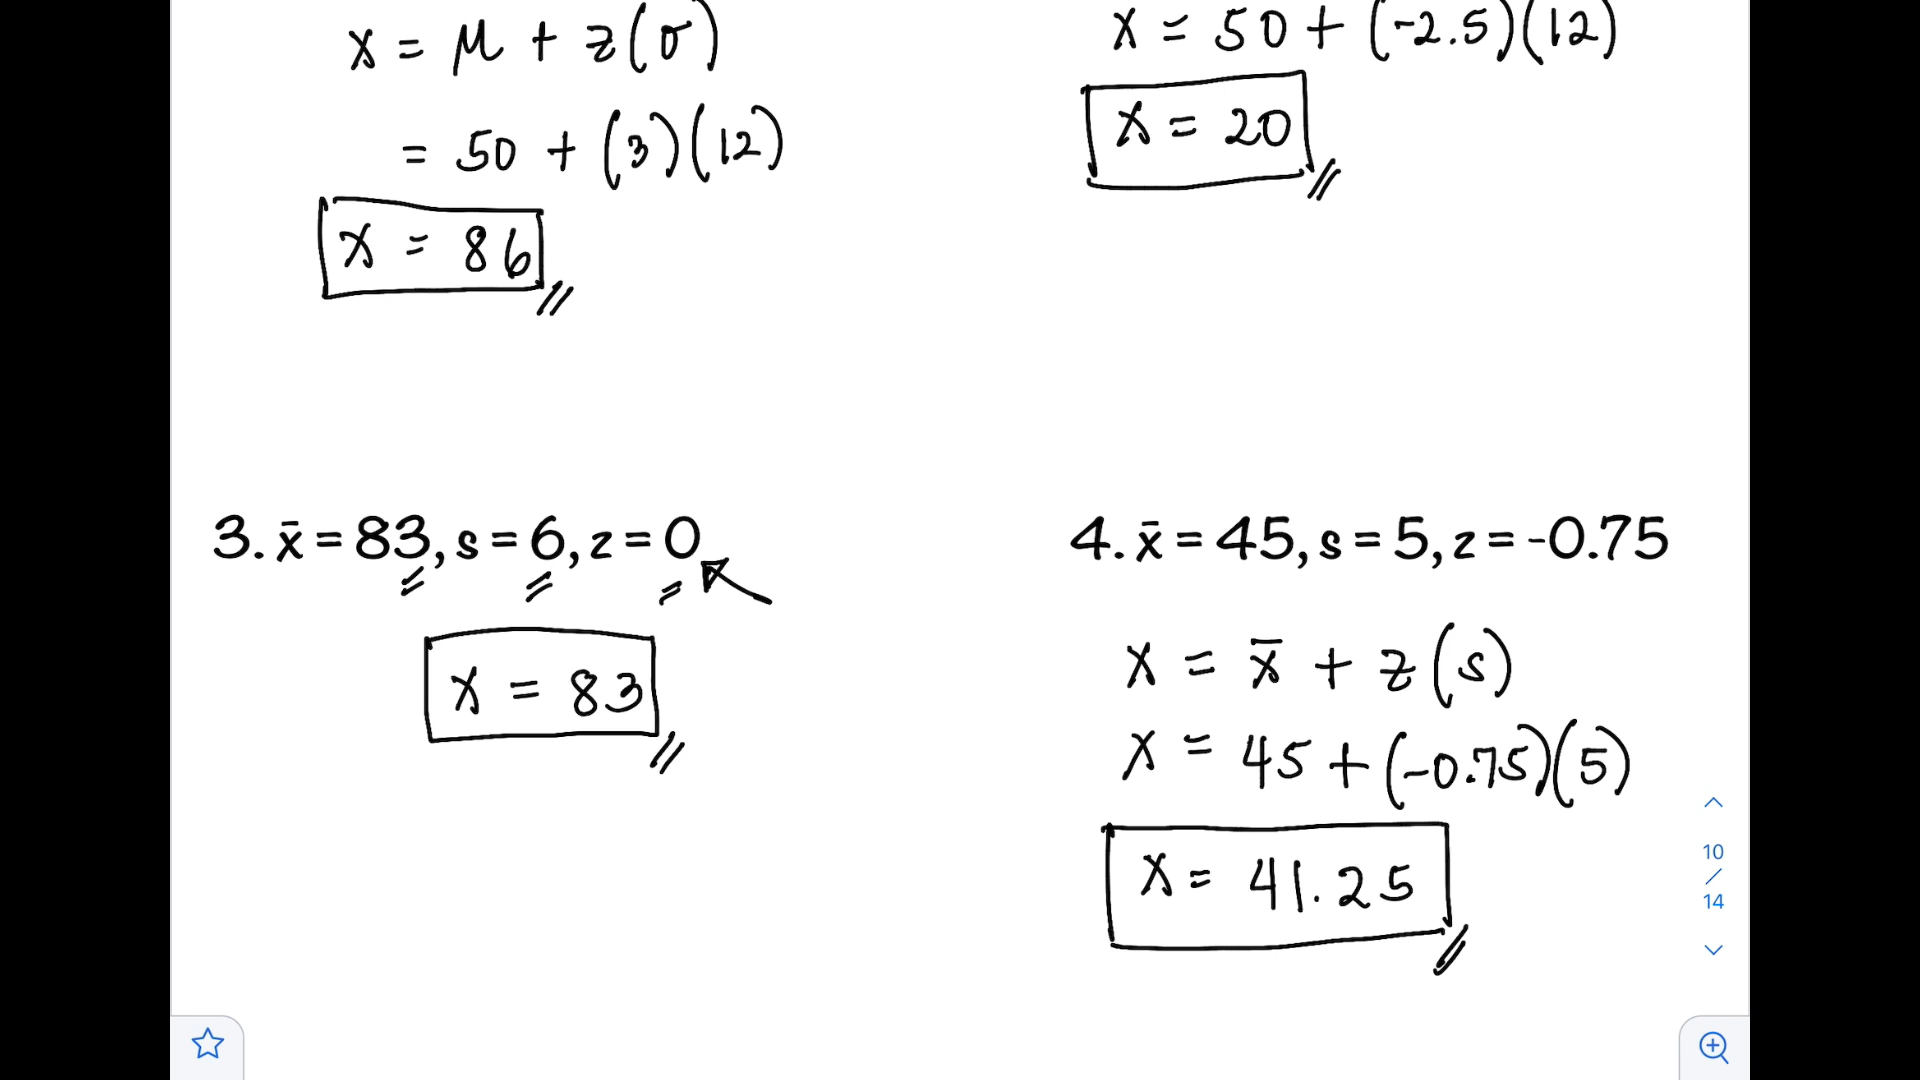 x = μ + z(σ)
= 50 + (3)(12)
x = 86
x = 50 + (-2.5)(12)
x = 20
3. x̄ = 83, s = 6, z = 0
x = 83
4. x̄ = 45, s = 5, z = -0.75
x = x̄ + z(s)
x = 45 + (-0.75)(5)
x = 41.25
10
/
14